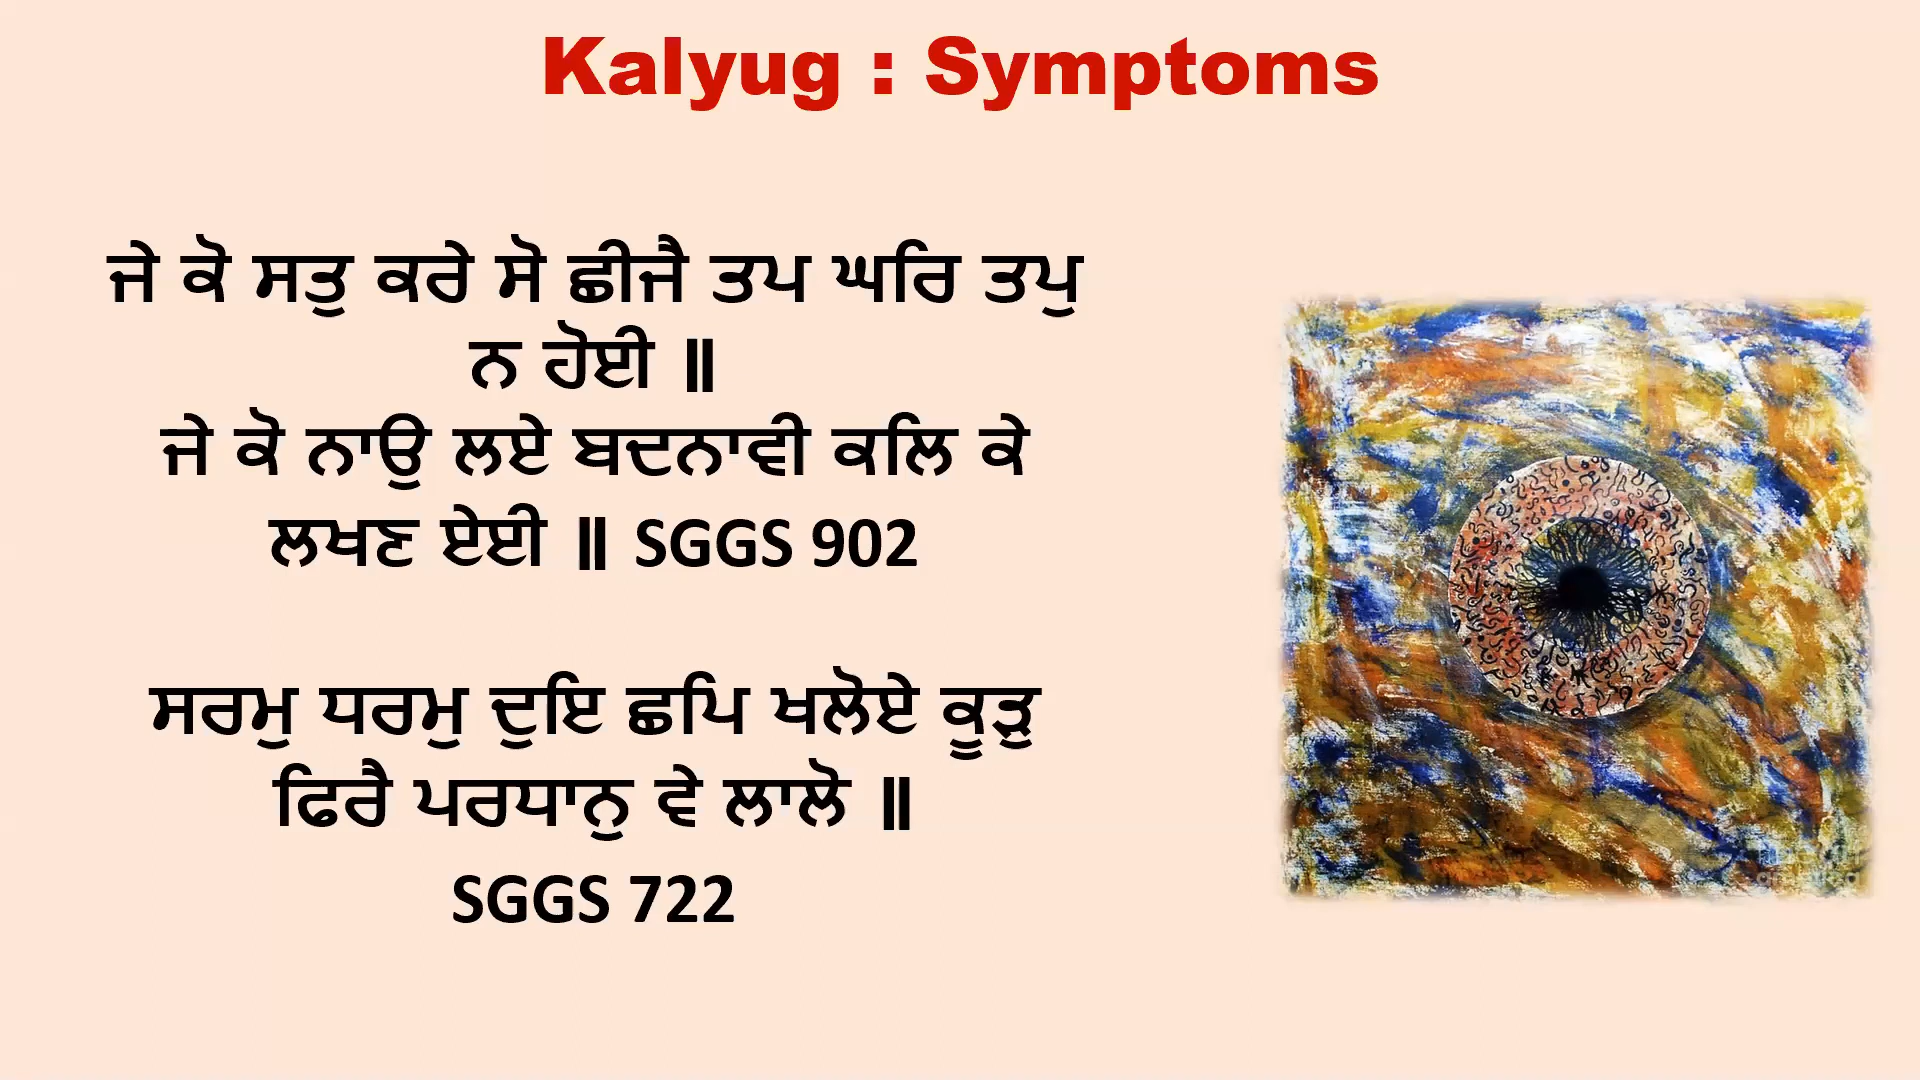 Kalyug : Symptoms
ਜੇ ਕੋ ਸਤੁ ਕਰੇ ਸੋ ਛੀਜੈ ਤਪ ਘਰਿ ਤਪੁ
ਨ ਹੋਈ ॥
ਜੇ ਕੋ ਨਾਉ ਲਏ ਬਦਨਾਵੀ ਕਲਿ ਕੇ
ਲਖਣ ਏਈ ॥ SGGS 902
ਸਰਮੁ ਧਰਮੁ ਦੁਇ ਛਪਿ ਖਲੋਏ ਕੂੜੁ
ਫਿਰੈ ਪਰਧਾਨੁ ਵੇ ਲਾਲੋ ॥
SGGS 722